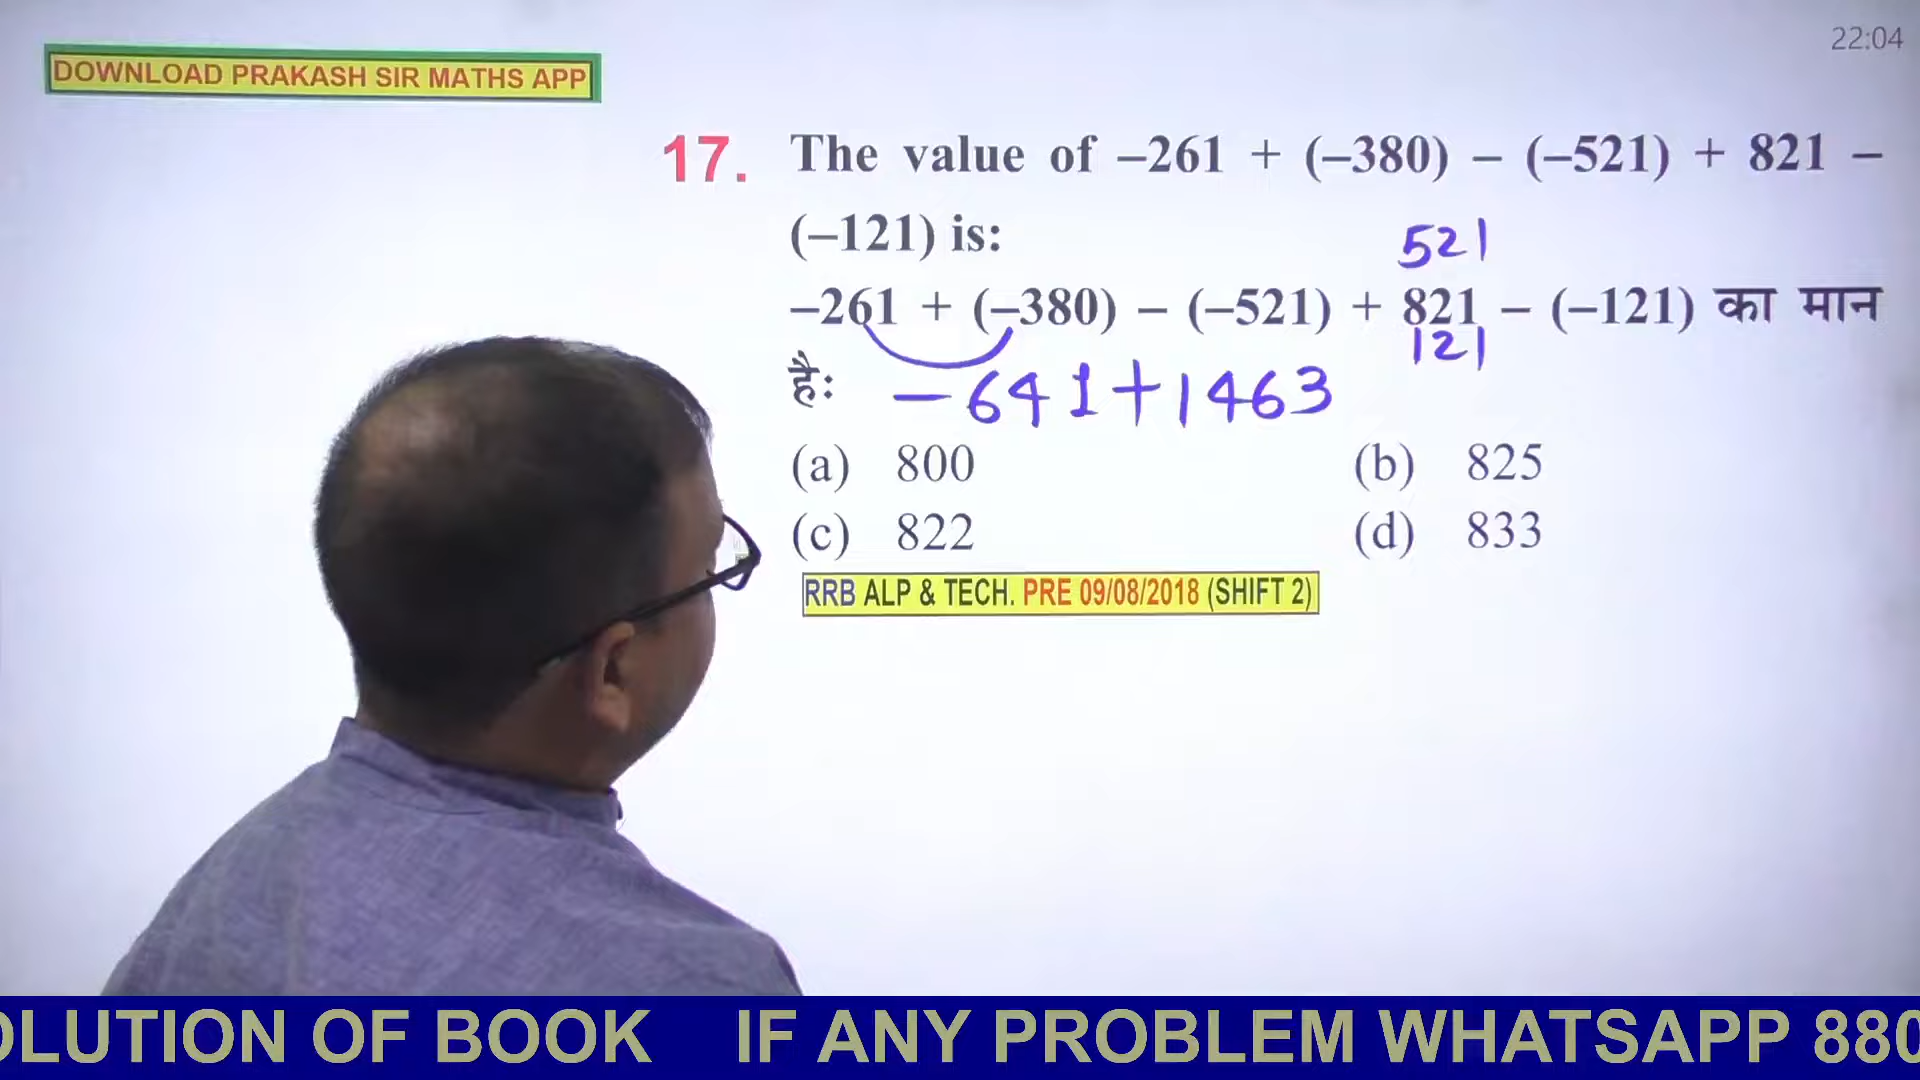 22:04
DOWNLOAD PRAKASH SIR MATHS APP
17. The value of –261 + (–380) – (–521) + 821 –
(–121) is:
521
–261 + (–380) – (–521) + 821 – (–121) का मान
121
है: – 641 + 1463
(a) 800 (b) 825
(c) 822 (d) 833
RRB ALP & TECH. PRE 09/08/2018 (SHIFT 2)
OLUTION OF BOOK IF ANY PROBLEM WHATSAPP 880